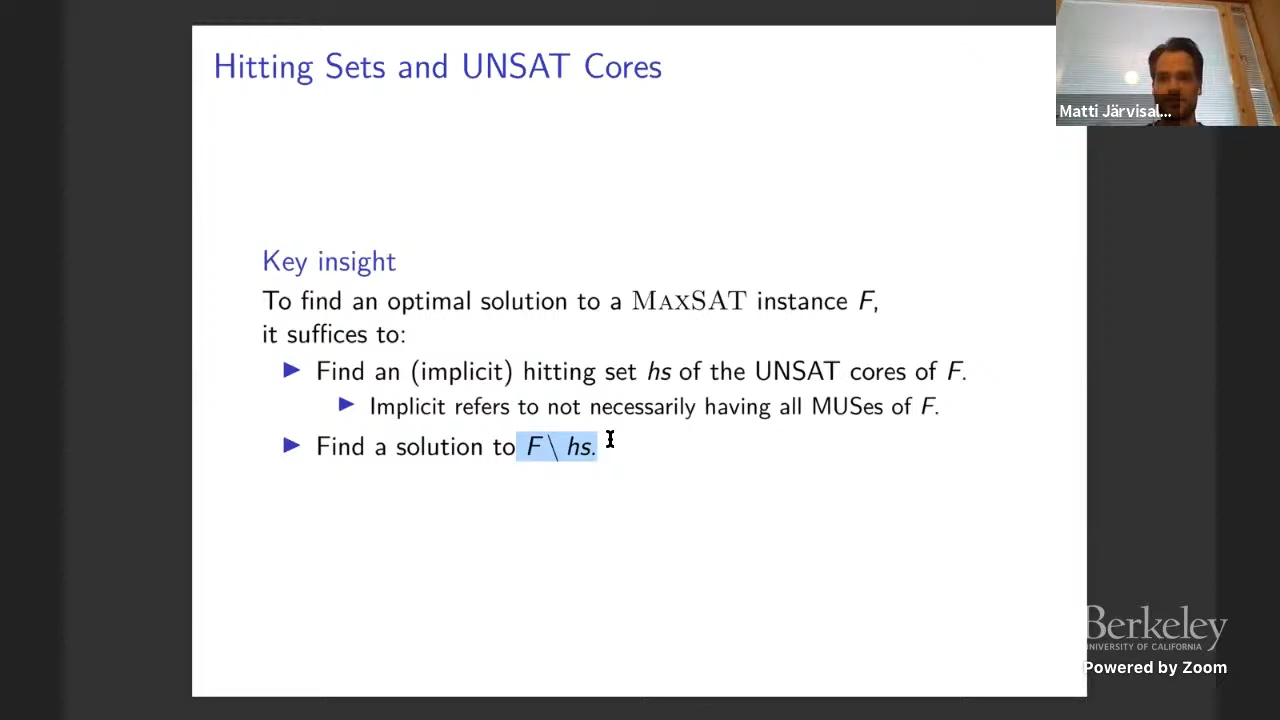 Hitting Sets and UNSAT Cores
Matti Järvisal...
Key insight
To find an optimal solution to a MaxSAT instance F,
it suffices to:
▶ Find an (implicit) hitting set hs of the UNSAT cores of F.
▶ Implicit refers to not necessarily having all MUSes of F.
▶ Find a solution to F \ hs.
Berkeley
UNIVERSITY OF CALIFORNIA
Powered by Zoom